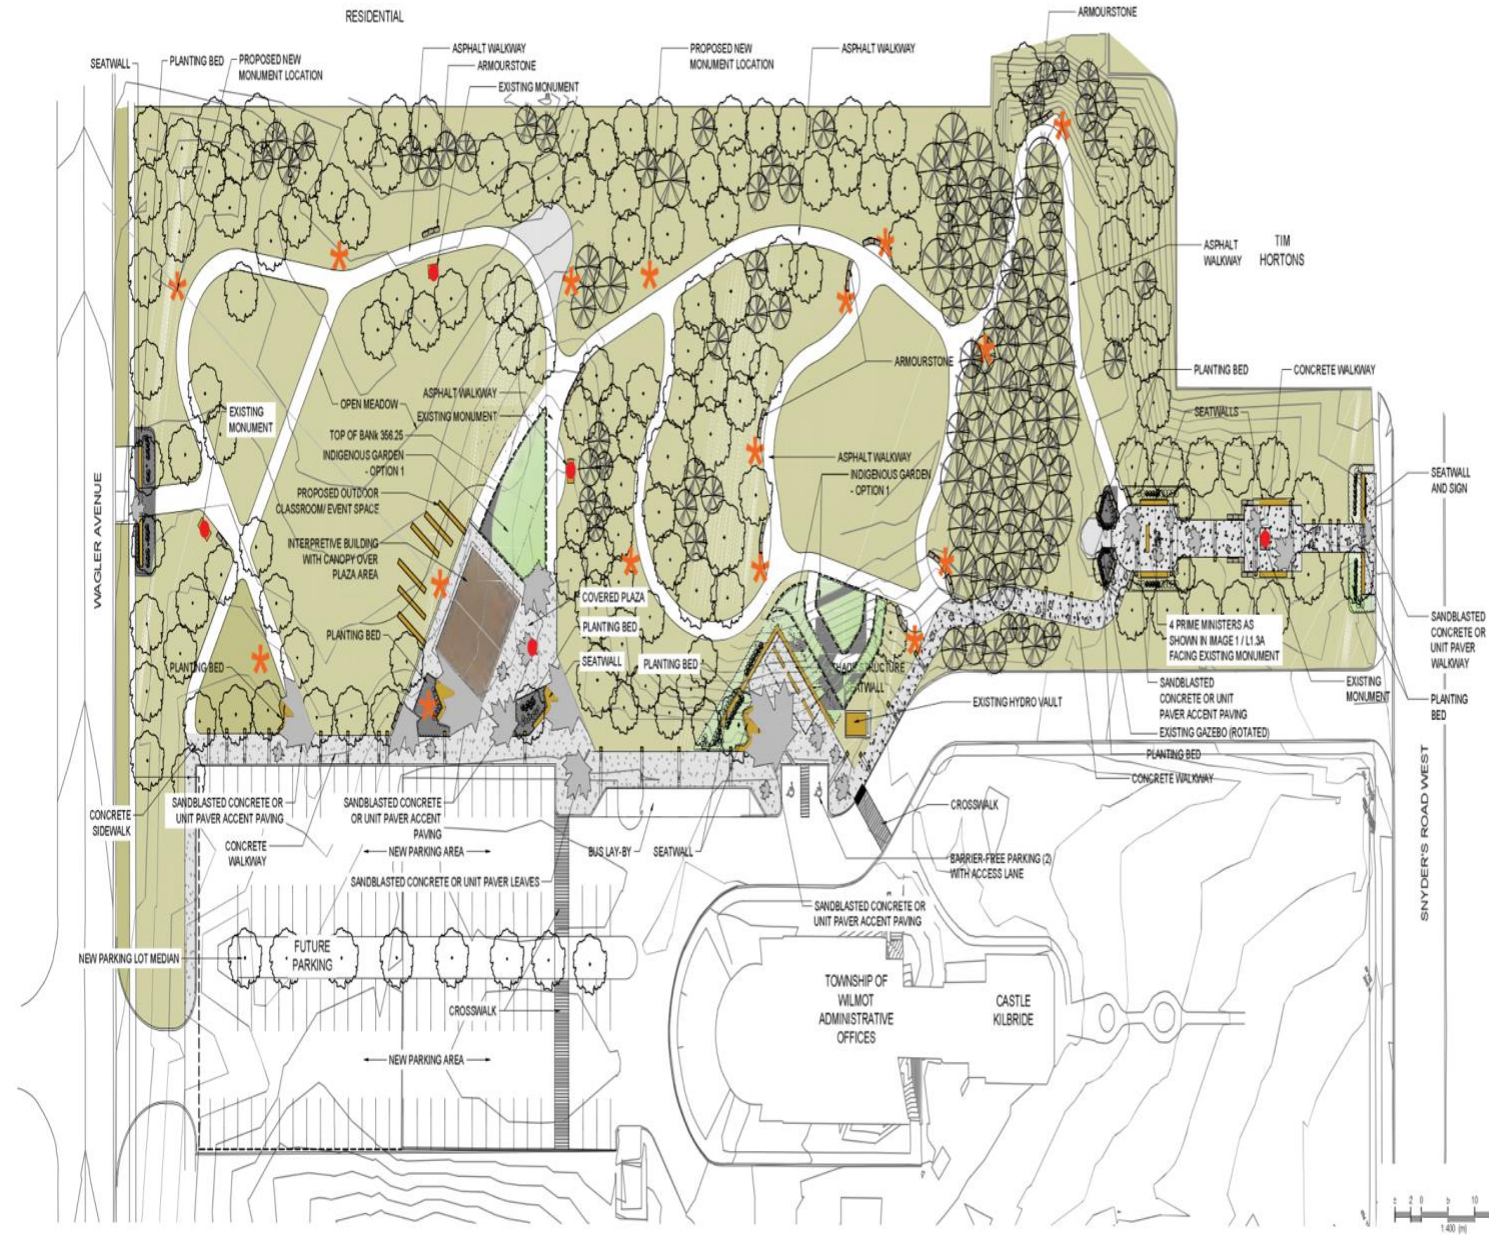 RESIDENTIAL
ARMOURSTONE
SEATWALL
PLANTING BED
PROPOSED NEW
MONUMENT LOCATION
ASPHALT WALKWAY
ARMOURSTONE
EXISTING MONUMENT
PROPOSED NEW
MONUMENT LOCATION
ASPHALT WALKWAY
ASPHALT
WALKWAY
TIM
HORTONS
ARMOURSTONE
PLANTING BED
CONCRETE WALKWAY
SEATWALLS
OPEN MEADOW
ASPHALT WALKWAY
EXISTING MONUMENT
EXISTING
MONUMENT
TOP OF BANK 356.25
INDIGENOUS GARDEN
- OPTION 1
PROPOSED OUTDOOR
CLASSROOM/ EVENT SPACE
INTERPRETIVE BUILDING
WITH CANOPY OVER
PLAZA AREA
ASPHALT WALKWAY
INDIGENOUS GARDEN
- OPTION 1
SEATWALL
AND SIGN
WAGLER AVENUE
COVERED PLAZA
PLANTING BED
PLANTING BED
SEATWALL
PLANTING BED
PLANTING BED
4 PRIME MINISTERS AS
SHOWN IN IMAGE 1 / L1.3A
FACING EXISTING MONUMENT
SANDBLASTED
CONCRETE OR
UNIT PAVER
WALKWAY
STRUCTURE
EXISTING HYDRO VAULT
SANDBLASTED
CONCRETE OR UNIT
PAVER ACCENT PAVING
EXISTING GAZEBO (ROTATED)
EXISTING
MONUMENT
PLANTING
BED
PLANTING BED
CONCRETE WALKWAY
CONCRETE
SIDEWALK
SANDBLASTED CONCRETE OR
UNIT PAVER ACCENT PAVING
CONCRETE
WALKWAY
SANDBLASTED CONCRETE
OR UNIT PAVER ACCENT
PAVING
NEW PARKING AREA
SANDBLASTED CONCRETE OR UNIT PAVER LEAVES
BUS LAY-BY
SEATWALL
CROSSWALK
BARRIER-FREE PARKING (2)
WITH ACCESS LANE
SANDBLASTED CONCRETE OR
UNIT PAVER ACCENT PAVING
SNYDER'S ROAD WEST
NEW PARKING LOT MEDIAN
FUTURE
PARKING
CROSSWALK
NEW PARKING AREA
TOWNSHIP OF
WILMOT
ADMINISTRATIVE
OFFICES
CASTLE
KILBRIDE
2 0 5 10
1:400 (m)